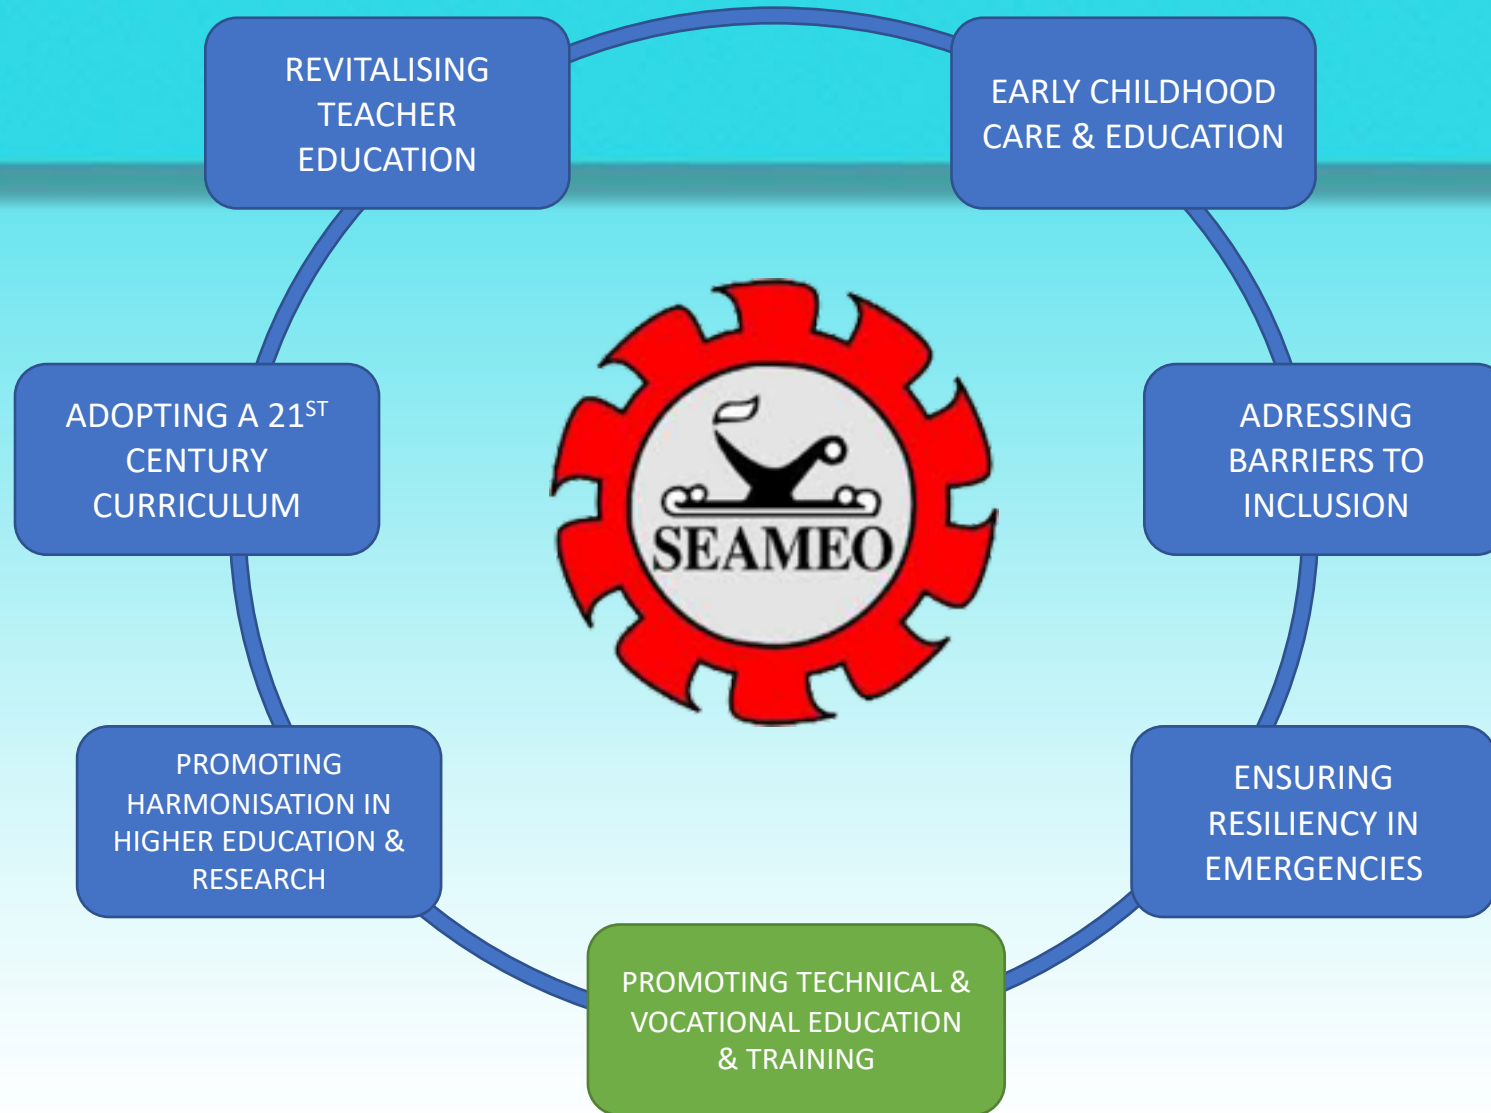 REVITALISING
TEACHER
EDUCATION
EARLY CHILDHOOD
CARE & EDUCATION
ADOPTING A 21ST
CENTURY
CURRICULUM
SEAMEO
ADRESSING
BARRIERS TO
INCLUSION
PROMOTING
HARMONISATION IN
HIGHER EDUCATION &
RESEARCH
ENSURING
RESILIENCY IN
EMERGENCIES
PROMOTING TECHNICAL &
VOCATIONAL EDUCATION
& TRAINING